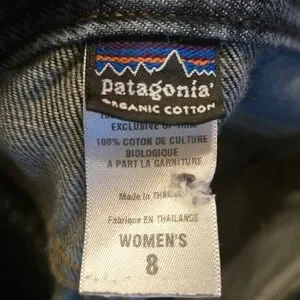 patagonia®
ORGANIC COTTON
EXCLUSIVE OF TRIM
100% COTON DE CULTURE
BIOLOGIQUE
A PART LA GARNITURE
Made in
Fabriqué EN THAILANDE
WOMEN'S
8